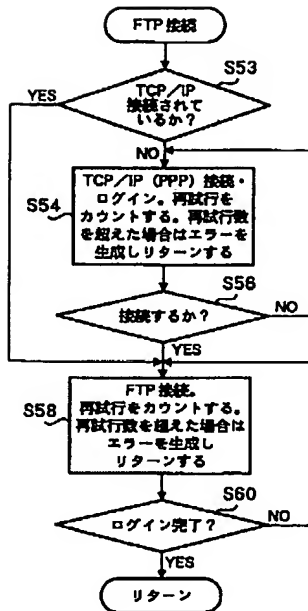 FTP接続
S53
TCP/IP
接続されて
いるか？
YES
NO
S54
TCP/IP (PPP) 接続・
ログイン。再試行を
カウントする。再試行数
を超えた場合はエラーを
生成しリターンする
S56
接続するか？
NO
YES
S58
FTP接続。
再試行をカウントする。
再試行数を超えた場合は
エラーを生成し
リターンする
S60
ログイン完了？
NO
YES
リターン